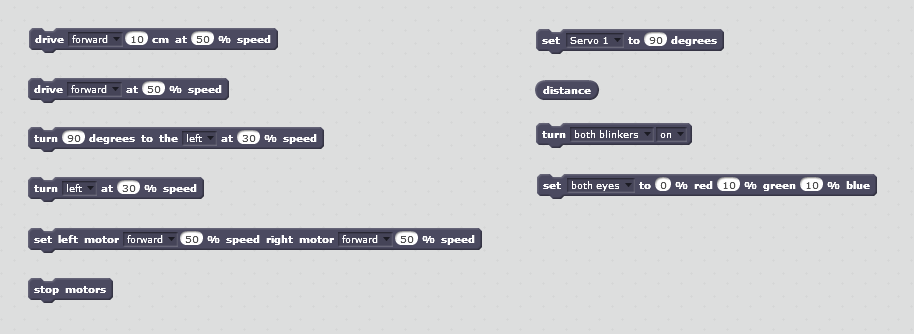 drive forward 10 cm at 50 % speed
drive forward at 50 % speed
turn 90 degrees to the left at 30 % speed
turn left at 30 % speed
set left motor forward 50 % speed right motor forward 50 % speed
stop motors
set Servo 1 to 90 degrees
distance
turn both blinkers on
set both eyes to 0 % red 10 % green 10 % blue